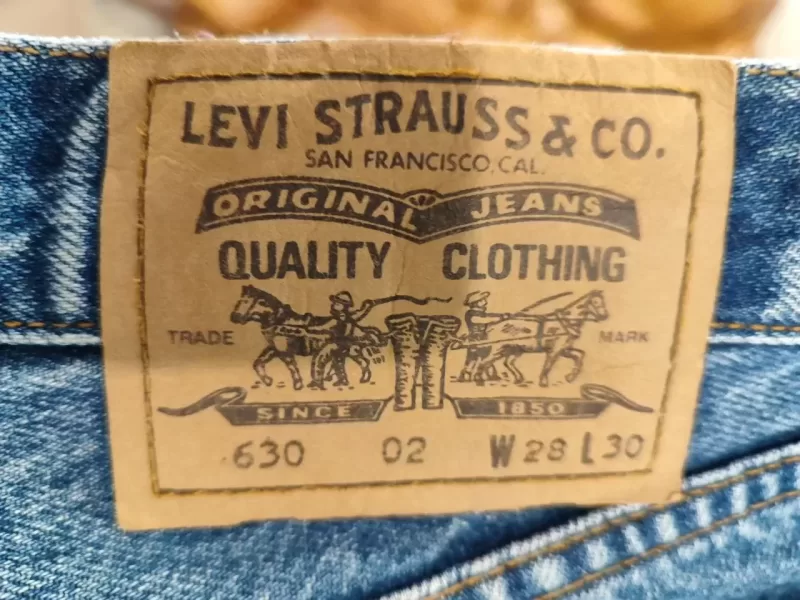 LEVI STRAUSS & CO.
SAN FRANCISCO, CAL.
ORIGINAL JEANS
QUALITY CLOTHING
TRADE MARK
SINCE 1850
630 02 W28 L30